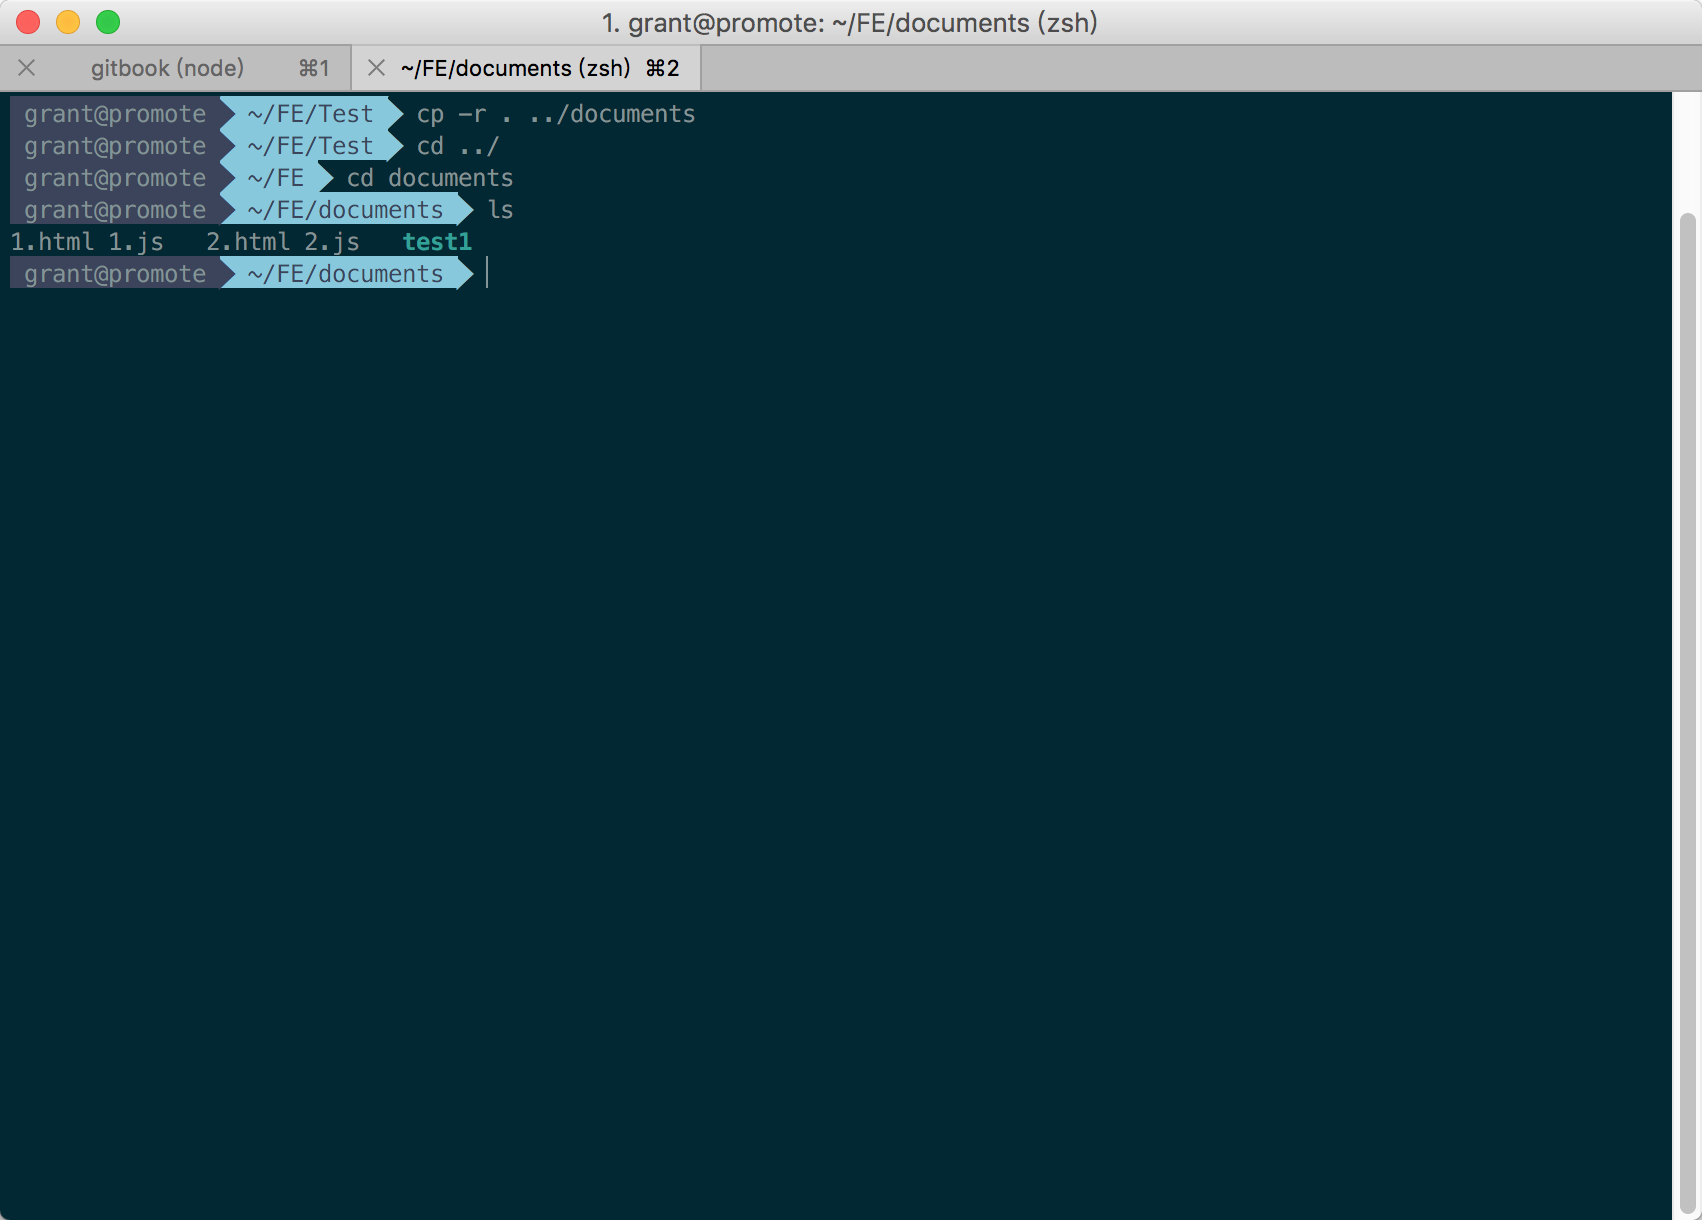 1. grant@promote: ~/FE/documents (zsh)
gitbook (node) ⌘1 ~/FE/documents (zsh) ⌘2
grant@promote ~/FE/Test cp -r . ../documents
grant@promote ~/FE/Test cd ../
grant@promote ~/FE cd documents
grant@promote ~/FE/documents ls
1.html 1.js 2.html 2.js test1
grant@promote ~/FE/documents